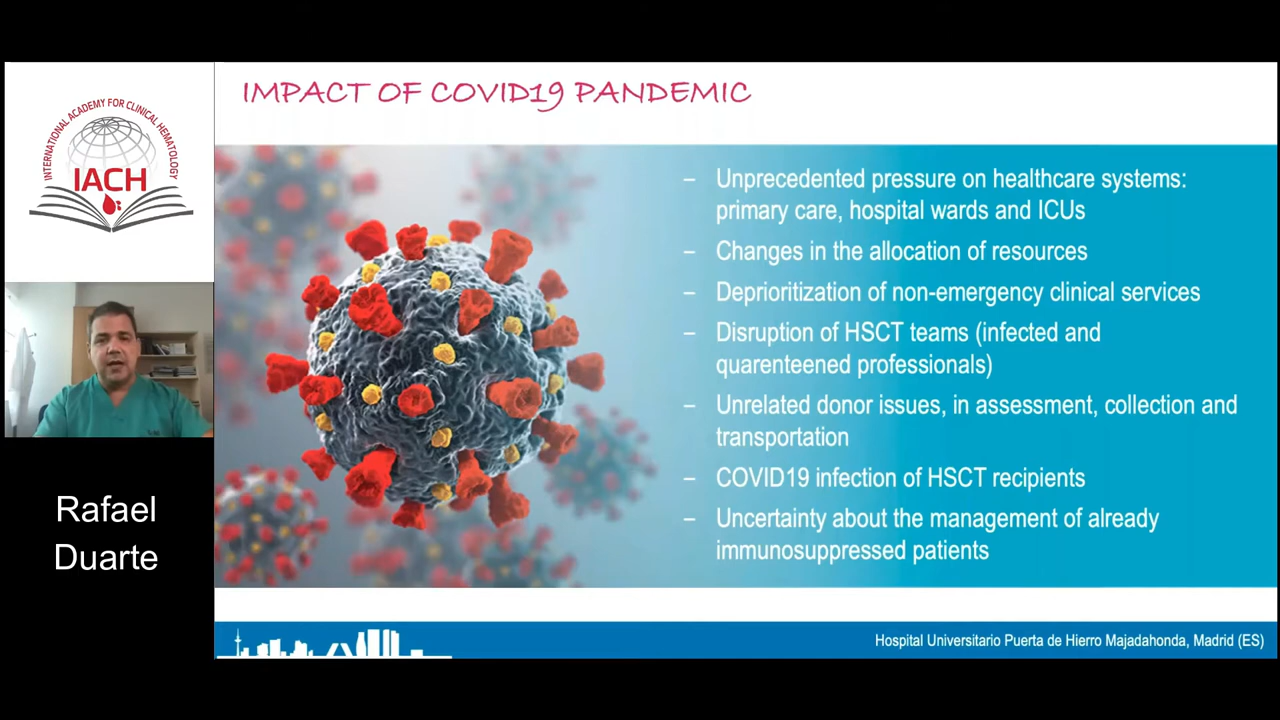 INTERNATIONAL ACADEMY FOR CLINICAL HEMATOLOGY
IACH
Rafael
Duarte
IMPACT OF COVID19 PANDEMIC
– Unprecedented pressure on healthcare systems:
primary care, hospital wards and ICUs
– Changes in the allocation of resources
– Deprioritization of non-emergency clinical services
– Disruption of HSCT teams (infected and
quarenteened professionals)
– Unrelated donor issues, in assessment, collection and
transportation
– COVID19 infection of HSCT recipients
– Uncertainty about the management of already
immunosuppressed patients
Hospital Universitario Puerta de Hierro Majadahonda, Madrid (ES)